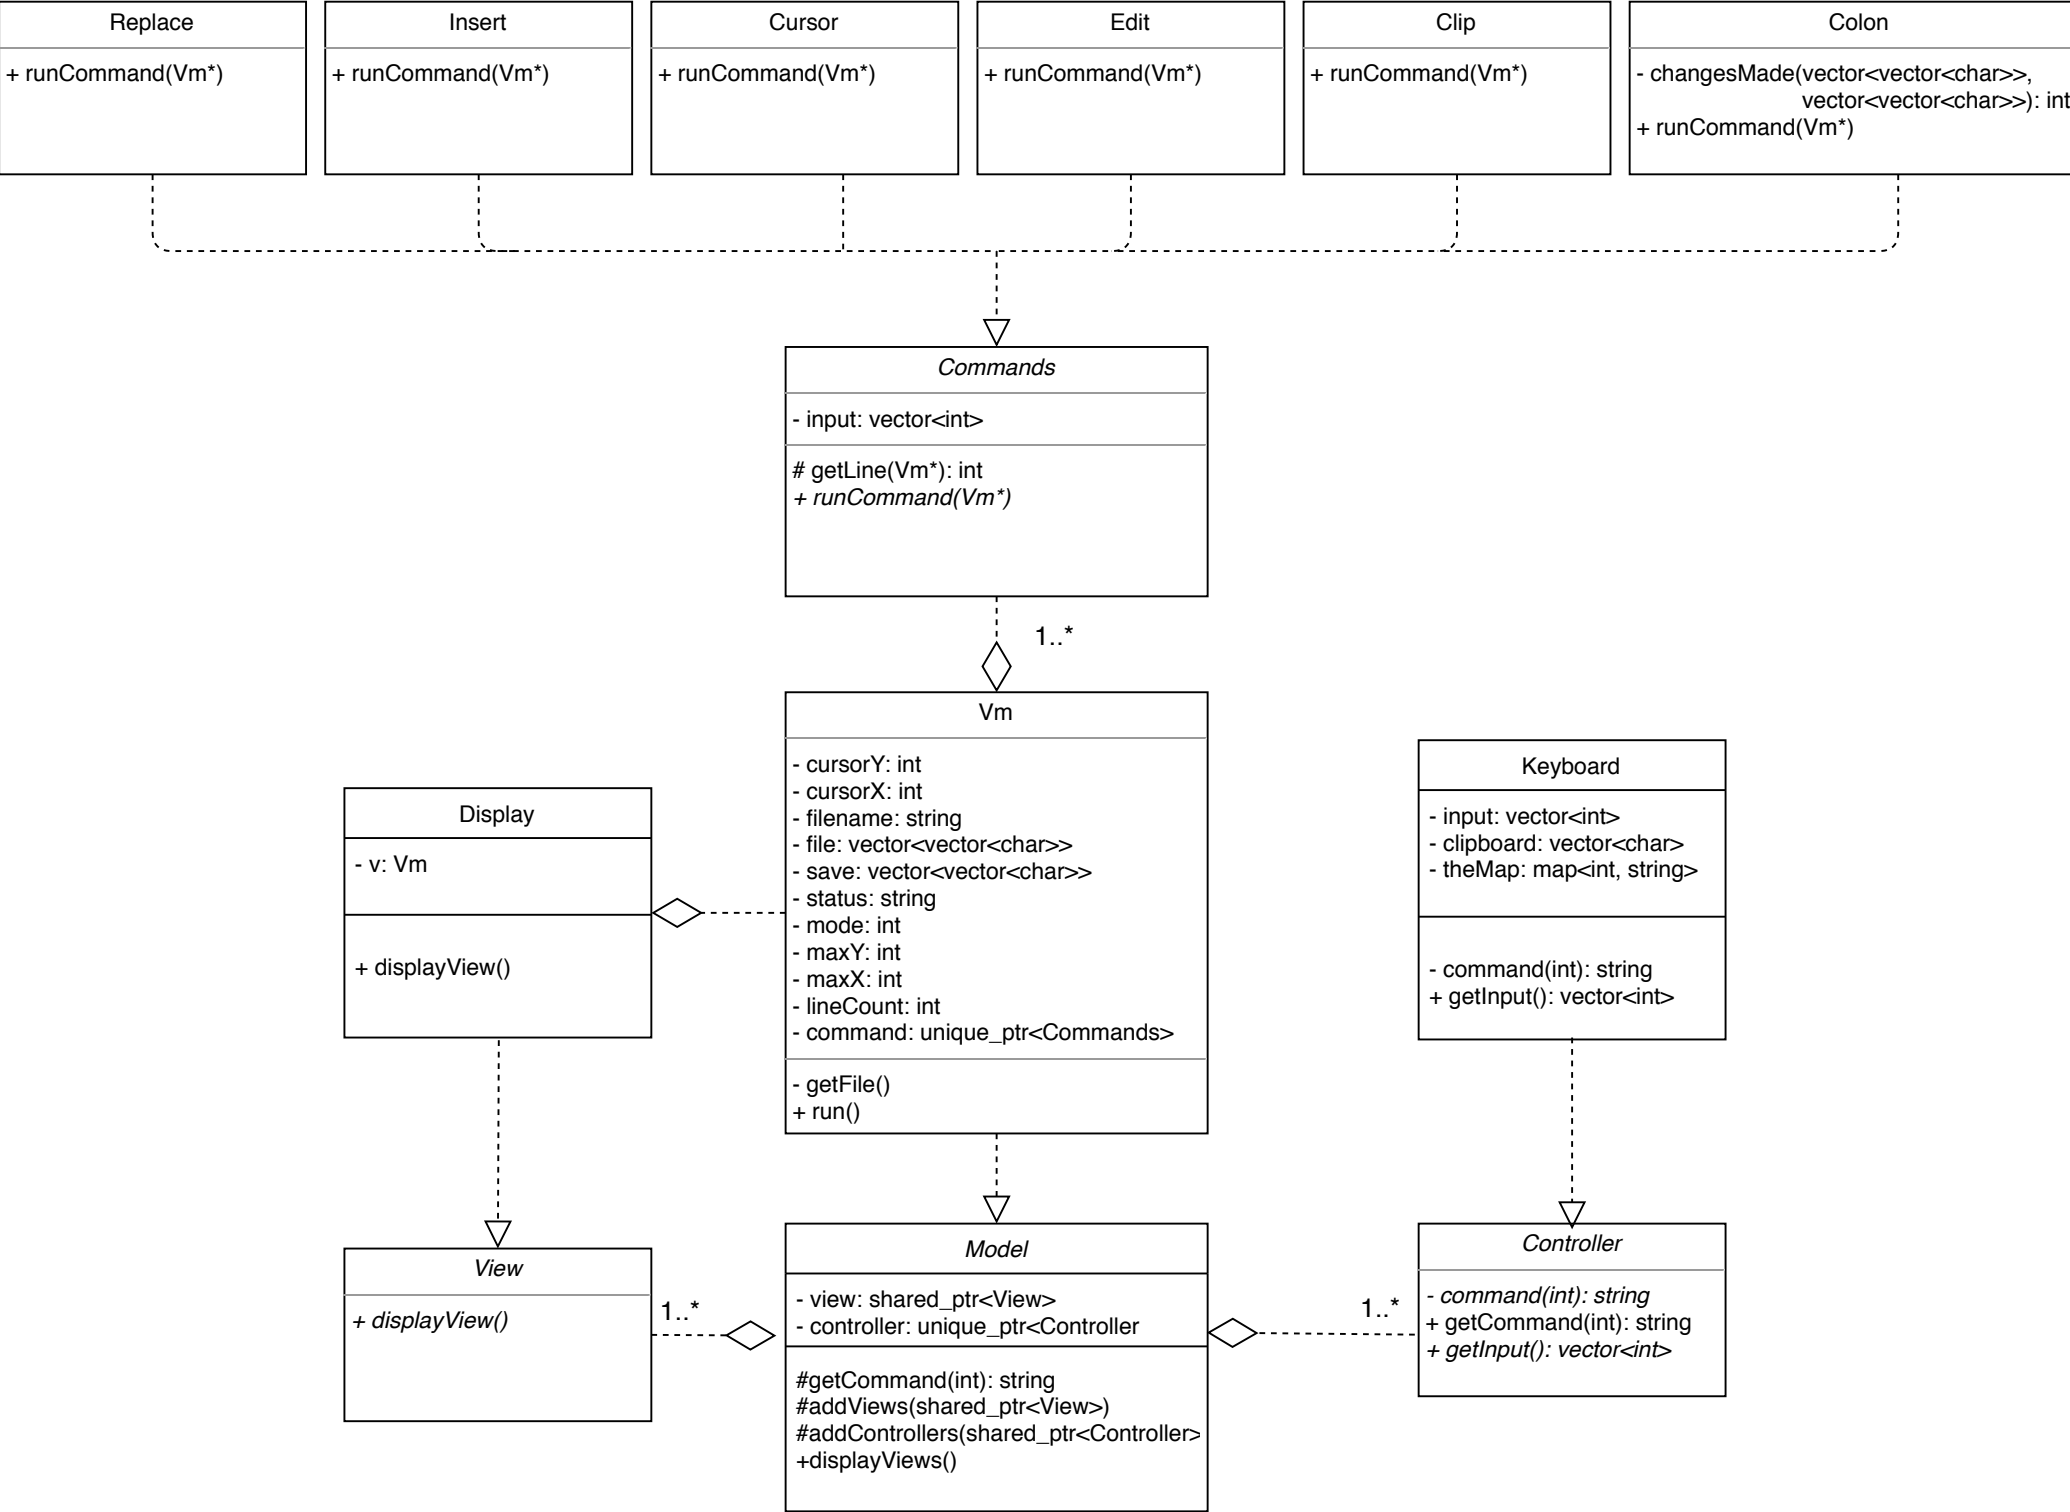 Replace
+ runCommand(Vm*)
Insert
+ runCommand(Vm*)
Cursor
+ runCommand(Vm*)
Edit
+ runCommand(Vm*)
Clip
+ runCommand(Vm*)
Colon
- changesMade(vector<vector<char>>,
vector<vector<char>>): int
+ runCommand(Vm*)
Commands
- input: vector<int>
# getLine(Vm*): int
+ runCommand(Vm*)
1..*
Vm
- cursorY: int
- cursorX: int
- filename: string
- file: vector<vector<char>>
- save: vector<vector<char>>
- status: string
- mode: int
- maxY: int
- maxX: int
- lineCount: int
- command: unique_ptr<Commands>
- getFile()
+ run()
Display
- v: Vm
+ displayView()
Keyboard
- input: vector<int>
- clipboard: vector<char>
- theMap: map<int, string>
- command(int): string
+ getInput(): vector<int>
View
+ displayView()
1..*
Model
- view: shared_ptr<View>
- controller: unique_ptr<Controller
#getCommand(int): string
#addViews(shared_ptr<View>)
#addControllers(shared_ptr<Controller>
+displayViews()
1..*
Controller
- command(int): string
+ getCommand(int): string
+ getInput(): vector<int>